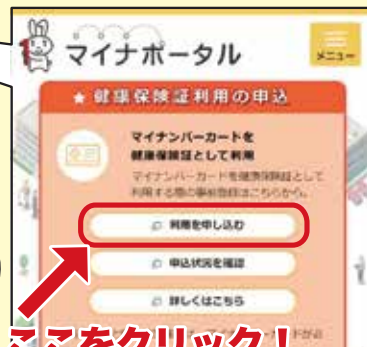 マイナポータル
メニュー
★ 健康保険証利用の申込
マイナンバーカードを
健康保険証として利用
マイナンバーカードを健康保険証として
利用する際の事前登録はこちらから。
利用を申し込む
申込状況を確認
詳しくはこちら
ここをクリック!